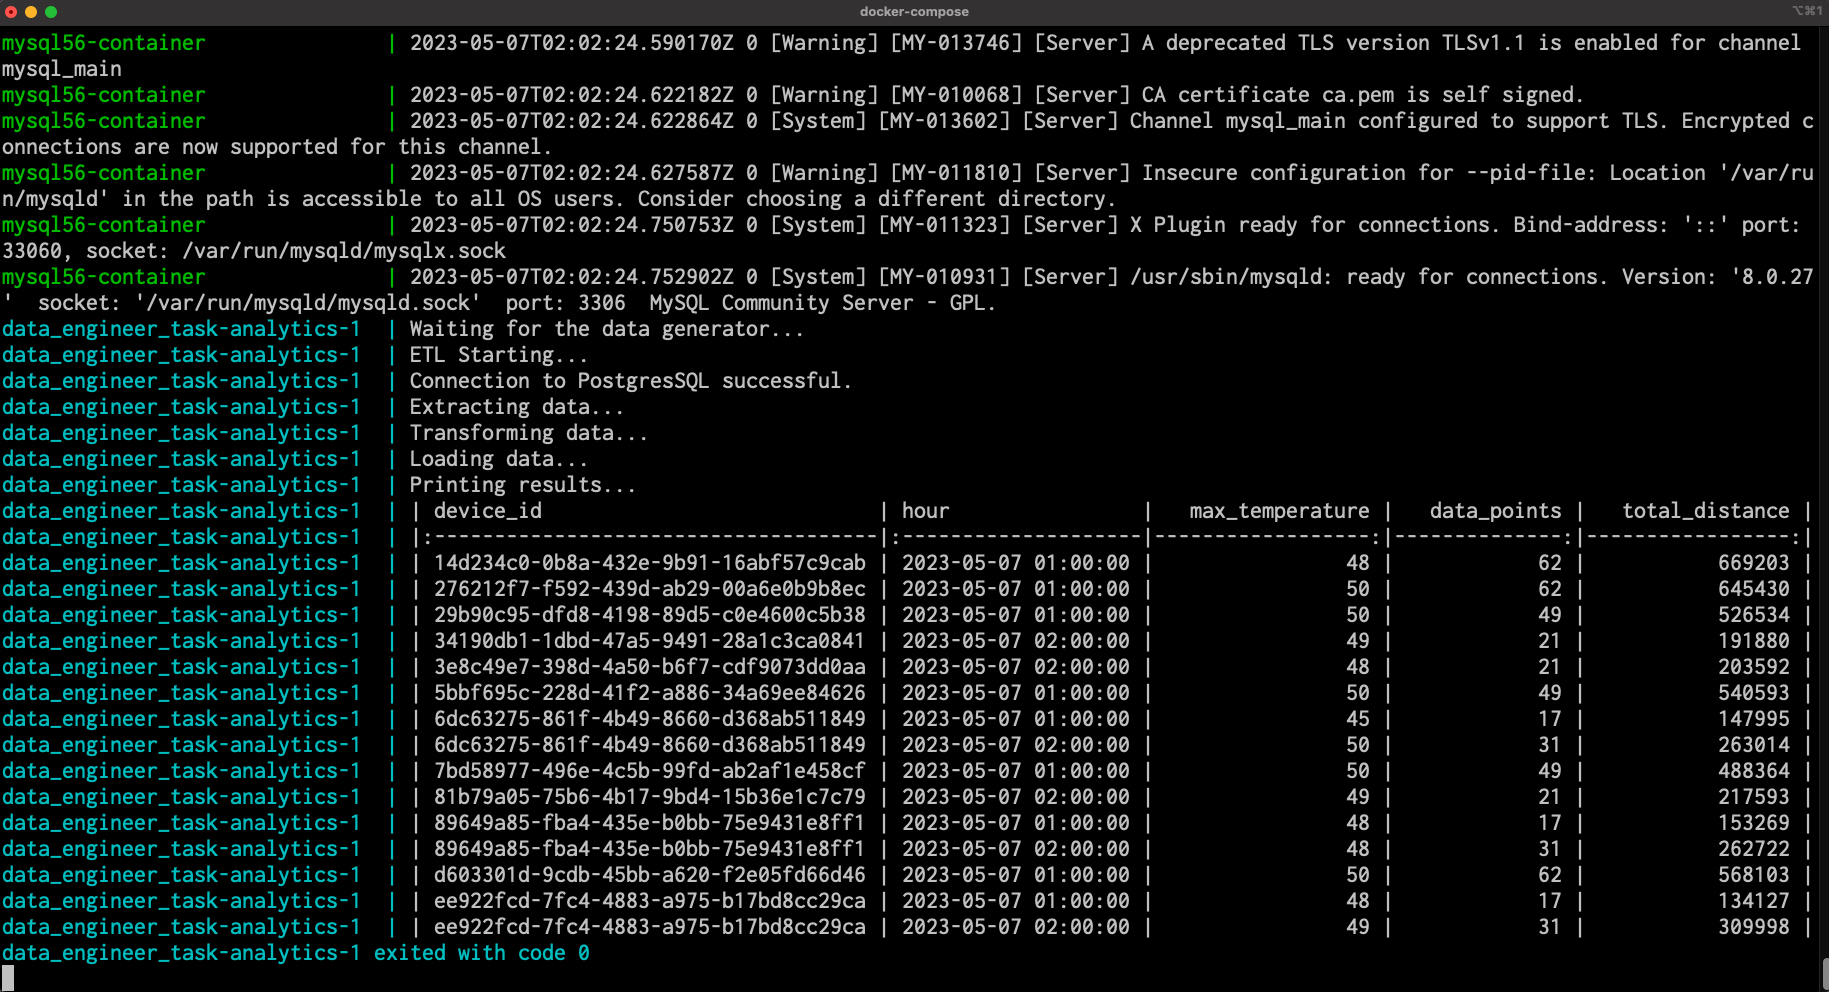 docker-compose
⌥⌘1
mysql56-container | 2023-05-07T02:02:24.590170Z 0 [Warning] [MY-013746] [Server] A deprecated TLS version TLSv1.1 is enabled for channel
mysql_main
mysql56-container | 2023-05-07T02:02:24.622182Z 0 [Warning] [MY-010068] [Server] CA certificate ca.pem is self signed.
mysql56-container | 2023-05-07T02:02:24.622864Z 0 [System] [MY-013602] [Server] Channel mysql_main configured to support TLS. Encrypted c
onnections are now supported for this channel.
mysql56-container | 2023-05-07T02:02:24.627587Z 0 [Warning] [MY-011810] [Server] Insecure configuration for --pid-file: Location '/var/ru
n/mysqld' in the path is accessible to all OS users. Consider choosing a different directory.
mysql56-container | 2023-05-07T02:02:24.750753Z 0 [System] [MY-011323] [Server] X Plugin ready for connections. Bind-address: '::' port:
33060, socket: /var/run/mysqld/mysqlx.sock
mysql56-container | 2023-05-07T02:02:24.752902Z 0 [System] [MY-010931] [Server] /usr/sbin/mysqld: ready for connections. Version: '8.0.27
'  socket: '/var/run/mysqld/mysqld.sock'  port: 3306  MySQL Community Server - GPL.
data_engineer_task-analytics-1 | Waiting for the data generator...
data_engineer_task-analytics-1 | ETL Starting...
data_engineer_task-analytics-1 | Connection to PostgresSQL successful.
data_engineer_task-analytics-1 | Extracting data...
data_engineer_task-analytics-1 | Transforming data...
data_engineer_task-analytics-1 | Loading data...
data_engineer_task-analytics-1 | Printing results...
data_engineer_task-analytics-1 | | device_id | hour | max_temperature | data_points | total_distance |
data_engineer_task-analytics-1 | |:-------------------------------------|:--------------------|------------------:|--------------:|-----------------:|
data_engineer_task-analytics-1 | | 14d234c0-0b8a-432e-9b91-16abf57c9cab | 2023-05-07 01:00:00 | 48 | 62 | 669203 |
data_engineer_task-analytics-1 | | 276212f7-f592-439d-ab29-00a6e0b9b8ec | 2023-05-07 01:00:00 | 50 | 62 | 645430 |
data_engineer_task-analytics-1 | | 29b90c95-dfd8-4198-89d5-c0e4600c5b38 | 2023-05-07 01:00:00 | 50 | 49 | 526534 |
data_engineer_task-analytics-1 | | 34190db1-1dbd-47a5-9491-28a1c3ca0841 | 2023-05-07 02:00:00 | 49 | 21 | 191880 |
data_engineer_task-analytics-1 | | 3e8c49e7-398d-4a50-b6f7-cdf9073dd0aa | 2023-05-07 02:00:00 | 48 | 21 | 203592 |
data_engineer_task-analytics-1 | | 5bbf695c-228d-41f2-a886-34a69ee84626 | 2023-05-07 01:00:00 | 50 | 49 | 540593 |
data_engineer_task-analytics-1 | | 6dc63275-861f-4b49-8660-d368ab511849 | 2023-05-07 01:00:00 | 45 | 17 | 147995 |
data_engineer_task-analytics-1 | | 6dc63275-861f-4b49-8660-d368ab511849 | 2023-05-07 02:00:00 | 50 | 31 | 263014 |
data_engineer_task-analytics-1 | | 7bd58977-496e-4c5b-99fd-ab2af1e458cf | 2023-05-07 01:00:00 | 50 | 49 | 488364 |
data_engineer_task-analytics-1 | | 81b79a05-75b6-4b17-9bd4-15b36e1c7c79 | 2023-05-07 02:00:00 | 49 | 21 | 217593 |
data_engineer_task-analytics-1 | | 89649a85-fba4-435e-b0bb-75e9431e8ff1 | 2023-05-07 01:00:00 | 48 | 17 | 153269 |
data_engineer_task-analytics-1 | | 89649a85-fba4-435e-b0bb-75e9431e8ff1 | 2023-05-07 02:00:00 | 48 | 31 | 262722 |
data_engineer_task-analytics-1 | | d603301d-9cdb-45bb-a620-f2e05fd66d46 | 2023-05-07 01:00:00 | 50 | 62 | 568103 |
data_engineer_task-analytics-1 | | ee922fcd-7fc4-4883-a975-b17bd8cc29ca | 2023-05-07 01:00:00 | 48 | 17 | 134127 |
data_engineer_task-analytics-1 | | ee922fcd-7fc4-4883-a975-b17bd8cc29ca | 2023-05-07 02:00:00 | 49 | 31 | 309998 |
data_engineer_task-analytics-1 exited with code 0